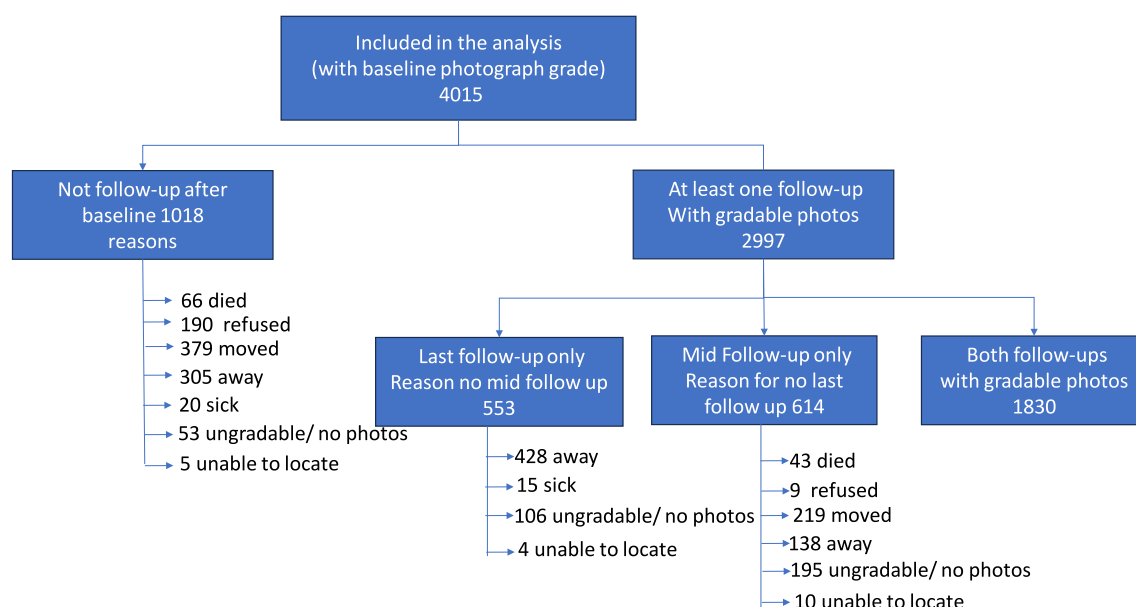 Included in the analysis
(with baseline photograph grade)
4015
Not follow-up after
baseline 1018
reasons
66 died
190 refused
379 moved
305 away
20 sick
53 ungradable/ no photos
5 unable to locate
At least one follow-up
With gradable photos
2997
Last follow-up only
Reason no mid follow up
553
428 away
15 sick
106 ungradable/ no photos
4 unable to locate
Mid Follow-up only
Reason for no last
follow up 614
43 died
9 refused
219 moved
138 away
195 ungradable/ no photos
10 unable to locate
Both follow-ups
with gradable photos
1830